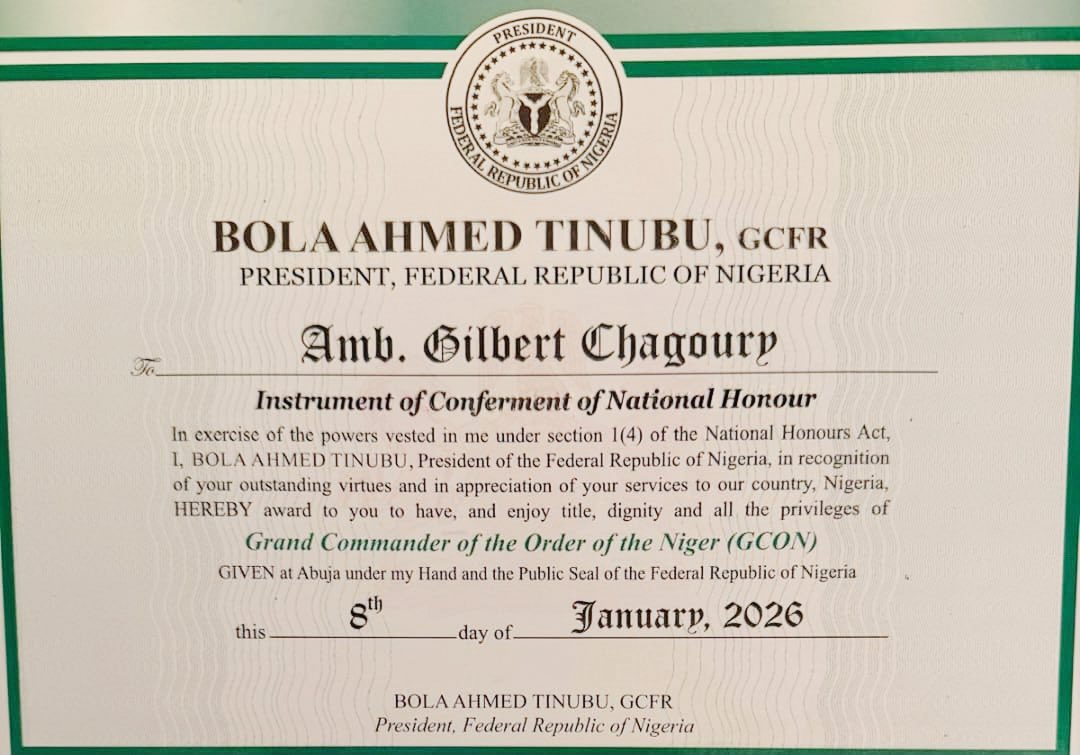 PRESIDENT
FEDERAL REPUBLIC OF NIGERIA
BOLA AHMED TINUBU, GCFR
PRESIDENT, FEDERAL REPUBLIC OF NIGERIA
To Amb. Gilbert Chagoury
Instrument of Conferment of National Honour
In exercise of the powers vested in me under section 1(4) of the National Honours Act,
I, BOLA AHMED TINUBU, President of the Federal Republic of Nigeria, in recognition
of your outstanding virtues and in appreciation of your services to our country, Nigeria,
HEREBY award to you to have, and enjoy title, dignity and all the privileges of
Grand Commander of the Order of the Niger (GCON)
GIVEN at Abuja under my Hand and the Public Seal of the Federal Republic of Nigeria
this 8th day of January, 2026
BOLA AHMED TINUBU, GCFR
President, Federal Republic of Nigeria